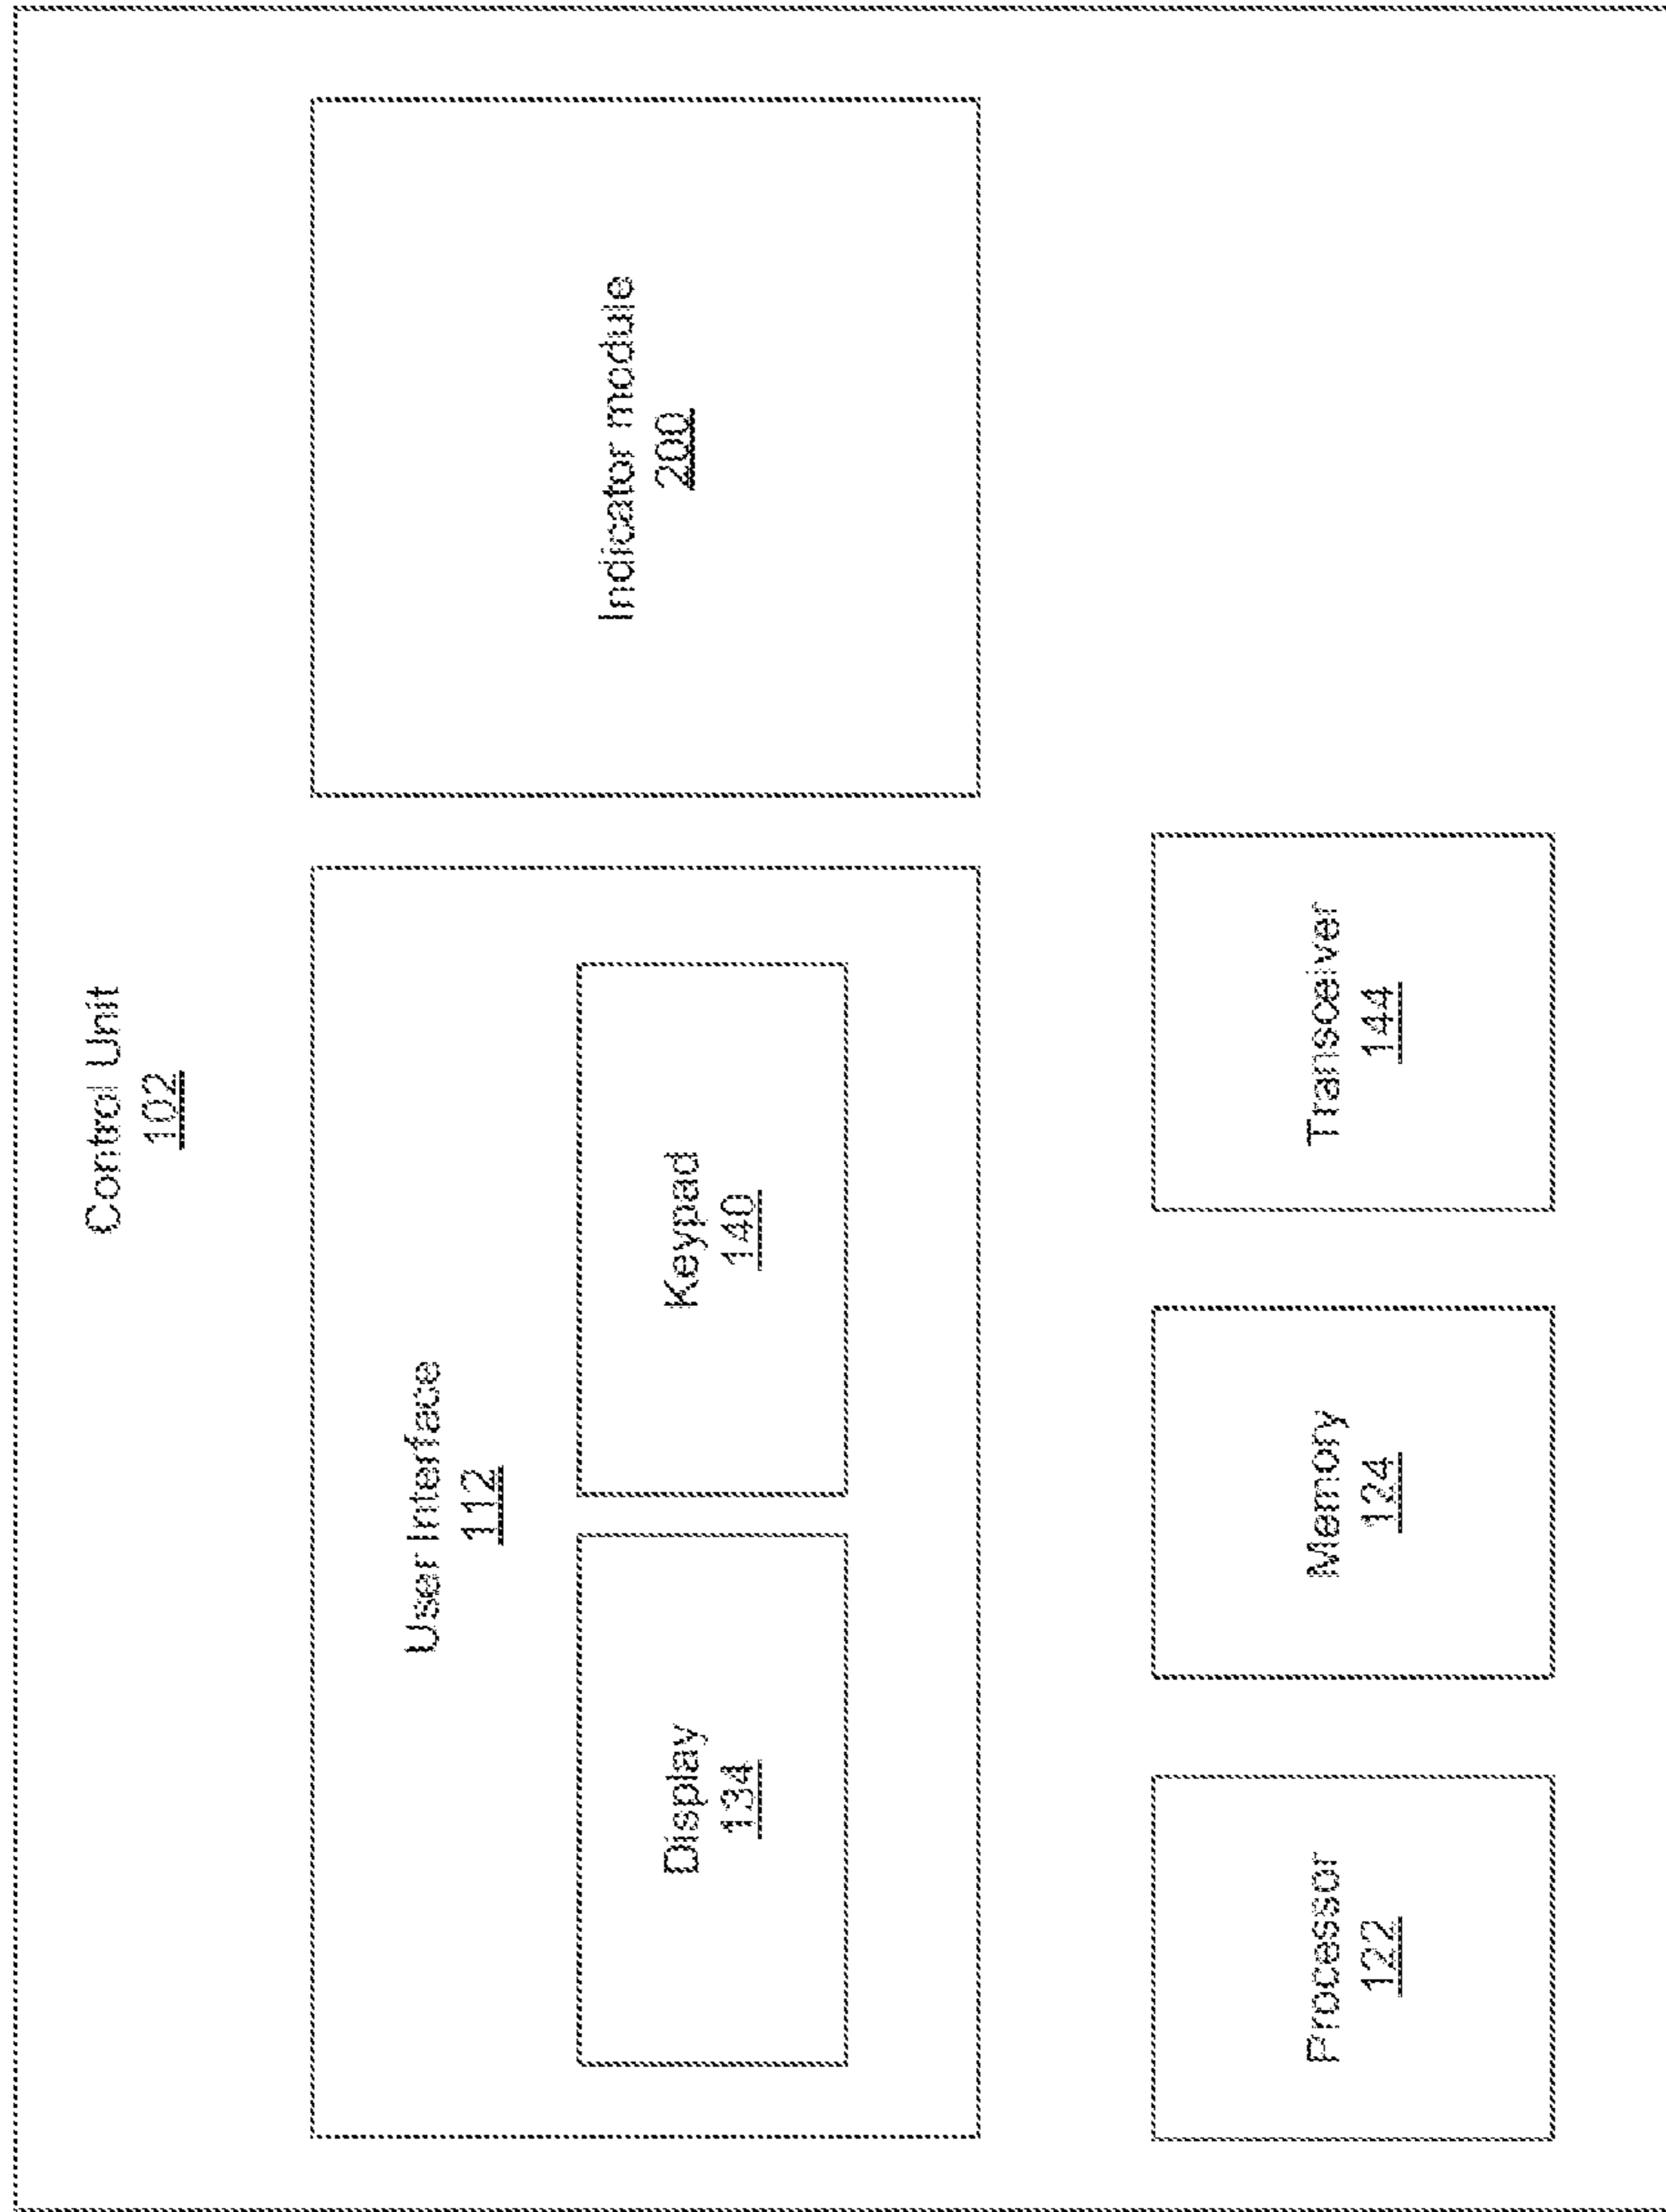 Control Unit
102
User Interface
112
Display
134
Keypad
140
Indicator module
200
Processor
122
Memory
124
Transceiver
144